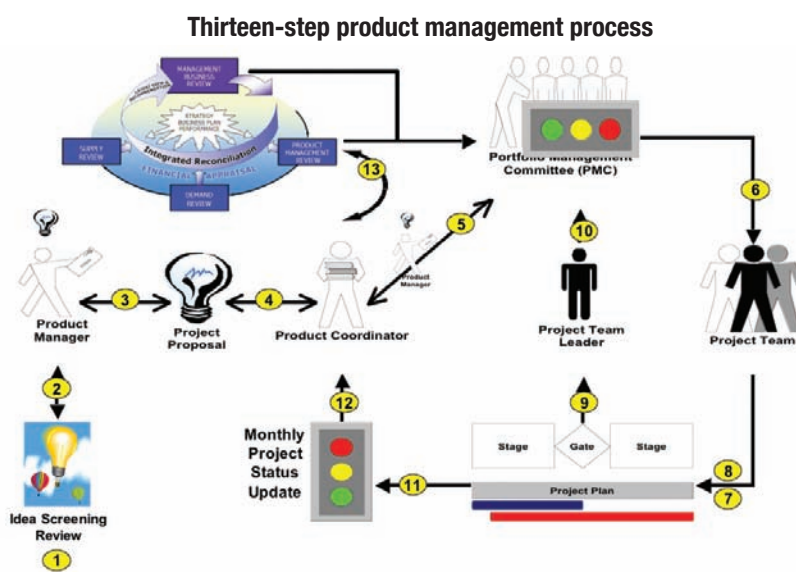 Thirteen-step product management process
MANAGEMENT
BUSINESS
REVIEW
STRATEGY
BUSINESS PLAN
PERFORMANCE
SUPPLY
REVIEW
Integrated Reconciliation
PRODUCT
MANAGEMENT
REVIEW
FINANCIAL APPRAISAL
DEMAND
REVIEW
13
Portfolio Management
Committee (PMC)
6
5
10
Product
Manager
3
Project
Proposal
4
Product Coordinator
Product
Manager
Project Team
Leader
Project Team
2
12
9
Monthly
Project
Status
Update
Stage
Gate
Stage
8
11
Project Plan
7
Idea Screening
Review
1